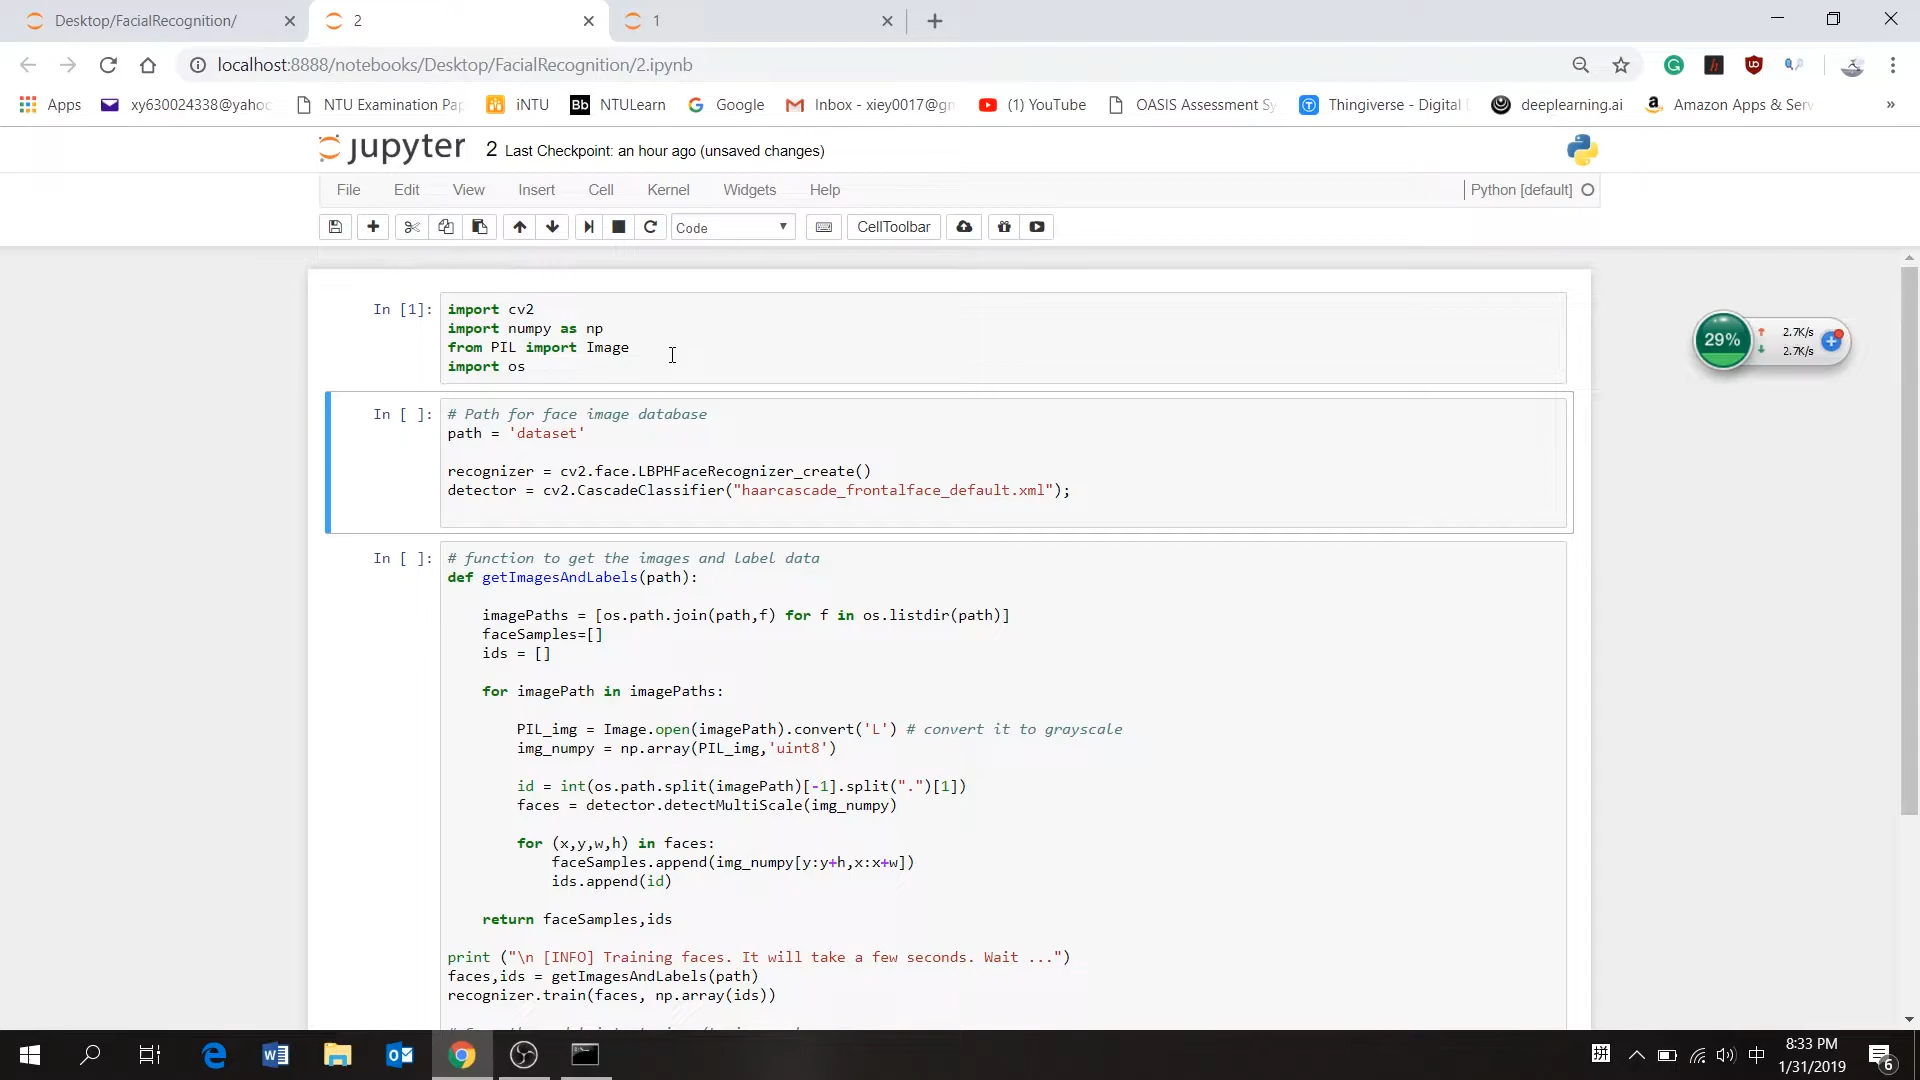 Desktop/FacialRecognition/
2
1
localhost:8888/notebooks/Desktop/FacialRecognition/2.ipynb
Apps
xy630024338@yahoc
NTU Examination Pap
iNTU
Bb NTULearn
Google
Inbox - xiey0017@gm
(1) YouTube
OASIS Assessment Sy
Thingiverse - Digital
deeplearning.ai
Amazon Apps & Serv
»
jupyter 2 Last Checkpoint: an hour ago (unsaved changes)
File Edit View Insert Cell Kernel Widgets Help
Python [default]
Code
CellToolbar
In [1]:
import cv2
import numpy as np
from PIL import Image
import os
29%
2.7K/s
2.7K/s
In [ ]:
# Path for face image database
path = 'dataset'
recognizer = cv2.face.LBPHFaceRecognizer_create()
detector = cv2.CascadeClassifier("haarcascade_frontalface_default.xml");
In [ ]:
# function to get the images and label data
def getImagesAndLabels(path):
imagePaths = [os.path.join(path,f) for f in os.listdir(path)]
faceSamples=[]
ids = []
for imagePath in imagePaths:
PIL_img = Image.open(imagePath).convert('L') # convert it to grayscale
img_numpy = np.array(PIL_img,'uint8')
id = int(os.path.split(imagePath)[-1].split(".")[1])
faces = detector.detectMultiScale(img_numpy)
for (x,y,w,h) in faces:
faceSamples.append(img_numpy[y:y+h,x:x+w])
ids.append(id)
return faceSamples,ids
print ("\n [INFO] Training faces. It will take a few seconds. Wait ...")
faces,ids = getImagesAndLabels(path)
recognizer.train(faces, np.array(ids))
拼
中
8:33 PM
1/31/2019
6